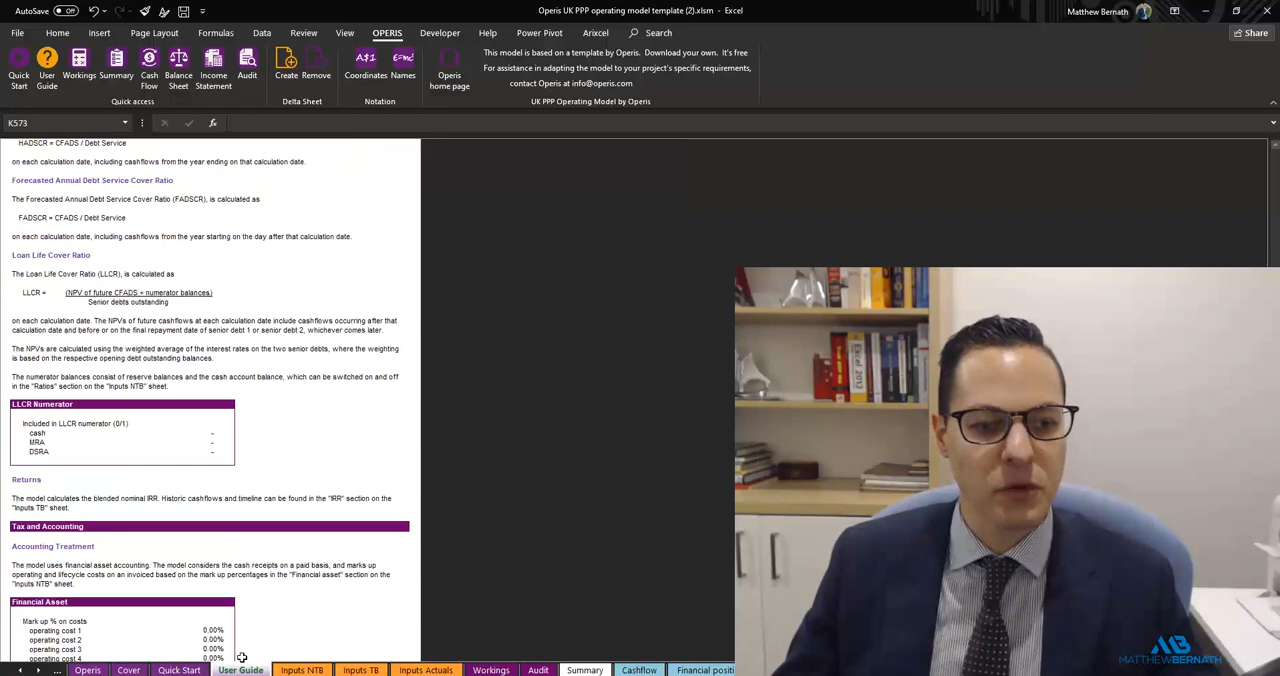 AutoSave Off
Operis UK PPP operating model template (2).xlsm - Excel
Matthew Bernath
File Home Insert Page Layout Formulas Data Review View OPERIS Developer Help Power Pivot Arixcel Search
Share
Quick Start
User Guide
Workings
Summary
Cash Flow
Balance Sheet
Income Statement
Audit
Create
Remove
Coordinates
Names
Operis home page
This model is based on a template by Operis. Download your own. It's free
For assistance in adapting the model to your project's specific requirements,
contact Operis at info@operis.com
Quick access
Delta Sheet
Notation
UK PPP Operating Model by Operis
K573
fx
HADSCR = CFADS / Debt Service
on each calculation date, including cashflows from the year ending on that calculation date.
Forecasted Annual Debt Service Cover Ratio
The Forecasted Annual Debt Service Cover Ratio (FADSCR), is calculated as
FADSCR = CFADS / Debt Service
on each calculation date, including cashflows from the year starting on the day after that calculation date.
Loan Life Cover Ratio
The Loan Life Cover Ratio (LLCR), is calculated as
LLCR = (NPV of future CFADS + numerator balances)
Senior debts outstanding
on each calculation date. The NPVs of future cashflows at each calculation date include cashflows occurring after that
calculation date and before or on the final repayment date of senior debt 1 or senior debt 2, whichever comes later.
The NPVs are calculated using the weighted average of the interest rates on the two senior debts, where the weighting
is based on the respective opening debt outstanding balances.
The numerator balances consist of reserve balances and the cash account balance, which can be switched on and off
in the "Ratios" section on the "Inputs NTB" sheet.
LLCR Numerator
Included in LLCR numerator (0/1)
cash -
MRA -
DSRA -
Returns
The model calculates the blended nominal IRR. Historic cashflows and timeline can be found in the "IRR" section on the
"Inputs TB" sheet.
Tax and Accounting
Accounting Treatment
The model uses financial asset accounting. The model considers the cash receipts on a paid basis, and marks up
operating and lifecycle costs on an invoiced based on the mark up percentages in the "Financial asset" section on the
"Inputs NTB" sheet.
Financial Asset
Mark up % on costs
operating cost 1 0.00%
operating cost 2 0.00%
operating cost 3 0.00%
operating cost 4 0.00%
EXCEL 2013
MATTHEWBERNATH
... Operis Cover Quick Start User Guide Inputs NTB Inputs TB Inputs Actuals Workings Audit Summary Cashflow Financial positi